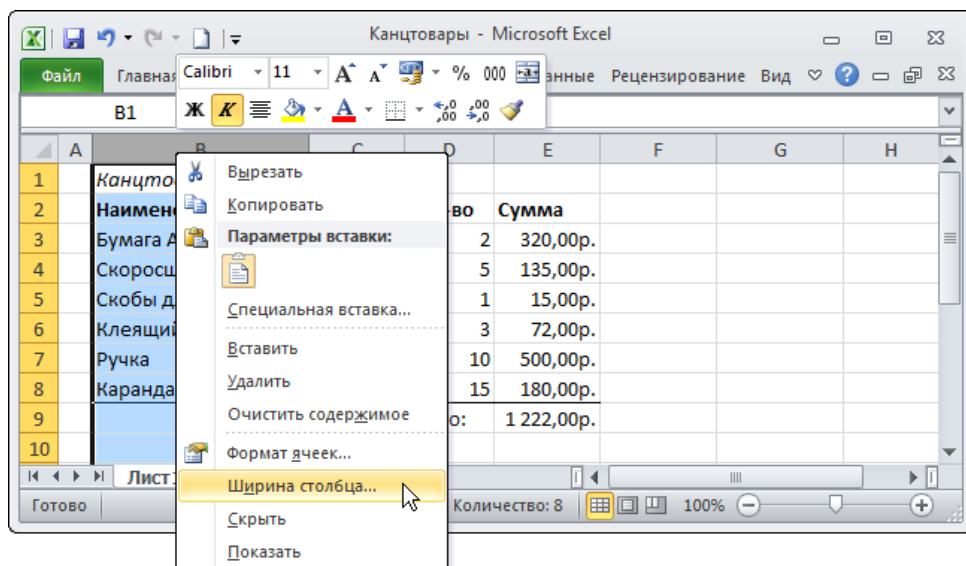 Канцтовары - Microsoft Excel
Файл Главная Calibri 11 % 000 анные Рецензирование Вид
B1 Ж К А
A B C D E F G H
1 Канцто
2 Наимен -во Сумма
3 Бумага А 2 320,00р.
4 Скоросш 5 135,00р.
5 Скобы д 1 15,00р.
6 Клеящий 3 72,00р.
7 Ручка 10 500,00р.
8 Каранда 15 180,00р.
9 о: 1 222,00р.
10
Вырезать
Копировать
Параметры вставки:
Специальная вставка...
Вставить
Удалить
Очистить содержимое
Формат ячеек...
Ширина столбца...
Скрыть
Показать
Лист1
Готово Количество: 8 100%